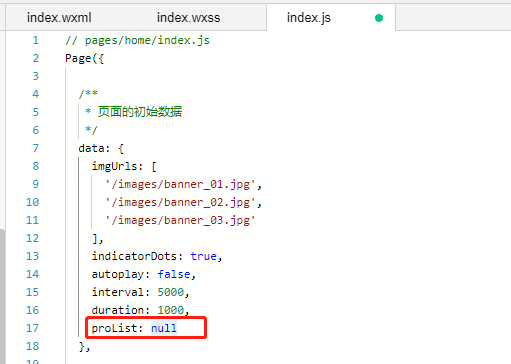 index.wxml index.wxss index.js
1 // pages/home/index.js
2 Page({
3
4 /**
5 * 页面的初始数据
6 */
7 data: {
8 imgUrls: [
9 '/images/banner_01.jpg',
10 '/images/banner_02.jpg',
11 '/images/banner_03.jpg'
12 ],
13 indicatorDots: true,
14 autoplay: false,
15 interval: 5000,
16 duration: 1000,
17 proList: null
18 },